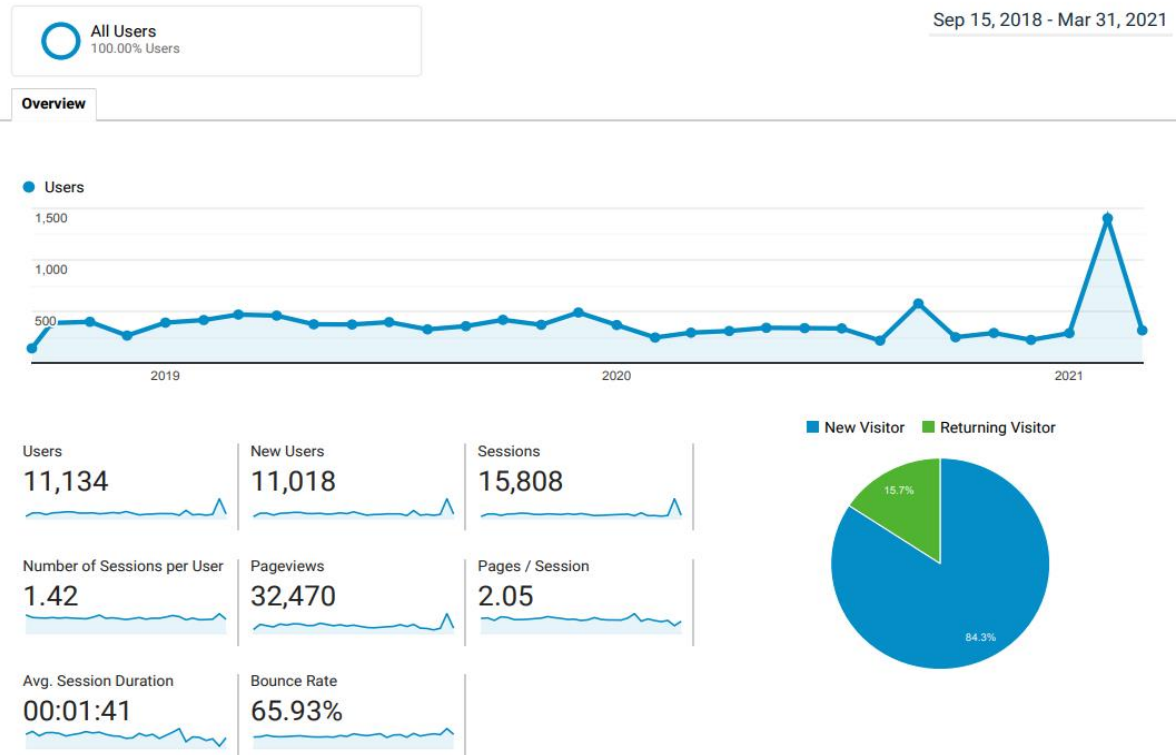 All Users
100.00% Users
Sep 15, 2018 - Mar 31, 2021
Overview
Users
1,500
1,000
500
2019 2020 2021
Users
11,134
New Users
11,018
Sessions
15,808
Number of Sessions per User
1.42
Pageviews
32,470
Pages / Session
2.05
Avg. Session Duration
00:01:41
Bounce Rate
65.93%
New Visitor Returning Visitor
15.7%
84.3%